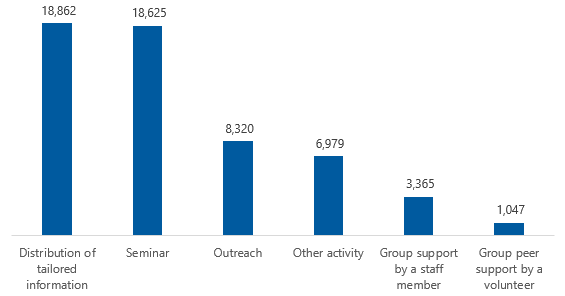 18,862
18,625
8,320
6,979
3,365
1,047
Distribution of
tailored
information
Seminar
Outreach
Other activity
Group support
by a staff
member
Group peer
support by a
volunteer